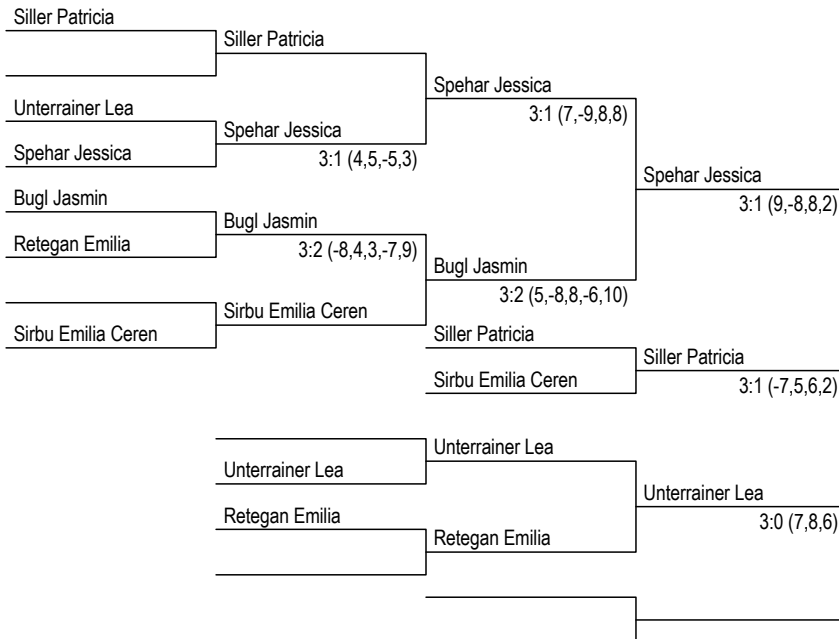 Siller Patricia
Siller Patricia
Spehar Jessica
Unterrainer Lea
3:1 (7,-9,8,8)
Spehar Jessica
Spehar Jessica
3:1 (4,5,-5,3)
Spehar Jessica
Bugl Jasmin
3:1 (9,-8,8,2)
Bugl Jasmin
Retegan Emilia
3:2 (-8,4,3,-7,9)
Bugl Jasmin
3:2 (5,-8,8,-6,10)
Sirbu Emilia Ceren
Sirbu Emilia Ceren
Siller Patricia
Siller Patricia
Sirbu Emilia Ceren
3:1 (-7,5,6,2)
Unterrainer Lea
Unterrainer Lea
Unterrainer Lea
Retegan Emilia
3:0 (7,8,6)
Retegan Emilia